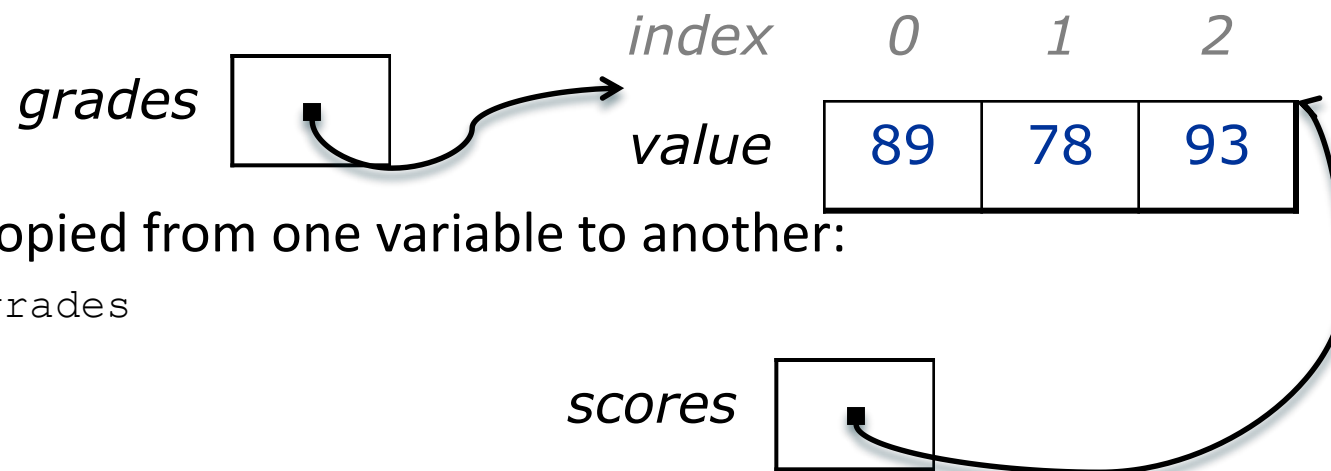 index 0 1 2
grades
value 89 78 93
opied from one variable to another:
rades
scores